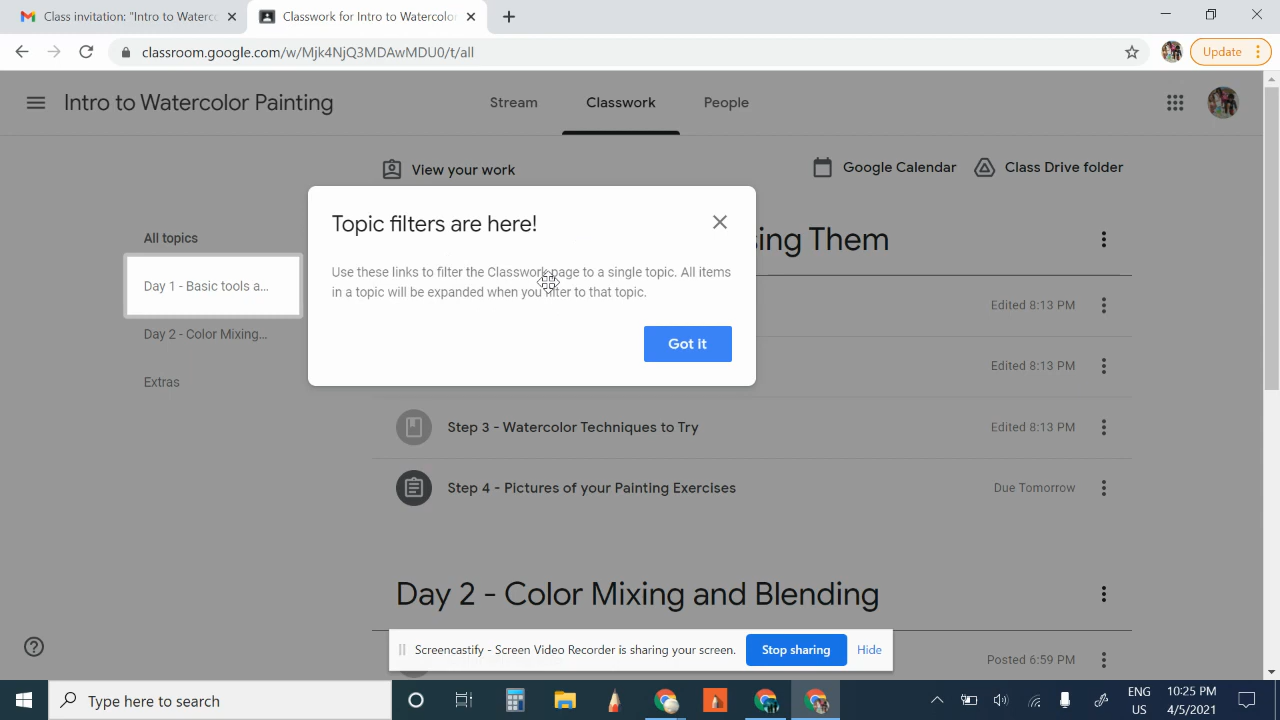 Class invitation: "Intro to Waterc
Classwork for Intro to Watercolor
classroom.google.com/w/Mjk4NjQ3MDAwMDU0/t/all
Update
Intro to Watercolor Painting
Stream
Classwork
People
View your work
Google Calendar
Class Drive folder
All topics
Day 1 - Basic tools a...
Day 2 - Color Mixing...
Extras
Topic filters are here!
Use these links to filter the Classwork page to a single topic. All items
in a topic will be expanded when you filter to that topic.
Got it
sing Them
Edited 8:13 PM
Edited 8:13 PM
Step 3 - Watercolor Techniques to Try
Edited 8:13 PM
Step 4 - Pictures of your Painting Exercises
Due Tomorrow
Day 2 - Color Mixing and Blending
Posted 6:59 PM
Screencastify - Screen Video Recorder is sharing your screen.
Stop sharing
Hide
Type here to search
ENG
US
10:25 PM
4/5/2021